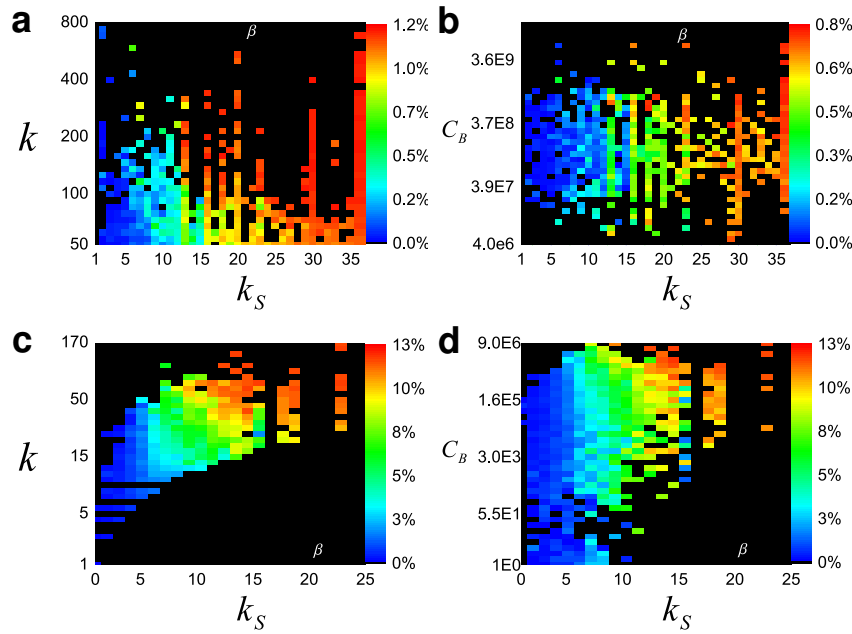 a
β
800
400
200
100
50
k
1 5 10 15 20 25 30 35
k_S
1.2%
1.0%
0.7%
0.5%
0.2%
0.0%
b
β
3.6E9
3.7E8
3.9E7
4.0e6
C_B
1 5 10 15 20 25 30 35
k_S
0.8%
0.6%
0.5%
0.3%
0.2%
0.0%
c
170
50
15
5
1
k
β
0 5 10 15 20 25
k_S
13%
10%
8%
5%
3%
0%
d
9.0E6
1.6E5
3.0E3
5.5E1
1E0
C_B
β
0 5 10 15 20 25
k_S
13%
10%
8%
5%
3%
0%